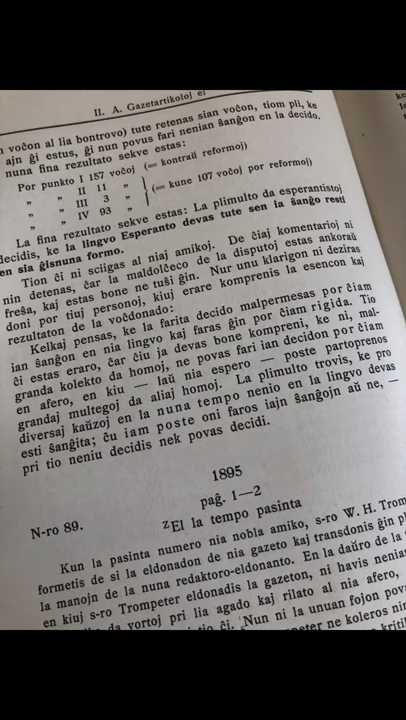 II. A. Gazetartikoloj el
voĉon al lia bontrovo) tute retenas sian voĉon, tiom pli, ke
ajn ĝi estus, ĝi nun povus fari nenian ŝanĝon en la decido.
nuna fina rezultato sekve estas:
Por punkto I 157 voĉoj (= kontraŭ reformoj)
„ „ II 11 „
„ „ III 3 „ (= kune 107 voĉoj por reformoj)
„ „ IV 93 „
La fina rezultato sekve estas: La plimulto da esperantistoj
decidis, ke la lingvo Esperanto devas tute sen la ŝanĝo resti
en sia ĝisnuna formo.
Tion ĉi ni sciigas al niaj amikoj. De ĉiaj komentarioj ni
nin detenas, ĉar la maldolĉeco de la disputoj estas ankoraŭ
freŝa, kaj estas bone ne tuŝi ĝin. Nur unu klarigon ni deziras
doni por tiuj personoj, kiuj erare komprenis la esencon kaj
rezultaton de la voĉdonado:
Kelkaj pensas, ke la farita decido malpermesas por ĉiam
ian ŝanĝon en nia lingvo kaj faras ĝin por ĉiam rigida. Tio
ĉi estas eraro, ĉar ĉiu ja devas bone kompreni, ke ni, mal-
granda kolekto da homoj, ne povas fari ian decidon por ĉiam
en afero, en kiu — laŭ nia espero — poste partoprenos
grandaj multegoj da aliaj homoj. La plimulto trovis, ke pro
diversaj kaŭzoj en la nuna tempo nenio en la lingvo devas
esti ŝanĝita; ĉu iam poste oni faros iajn ŝanĝojn aŭ ne, —
pri tio neniu decidis nek povas decidi.
1895
paĝ. 1—2
N-ro 89. ZEl la tempo pasinta
Kun la pasinta numero nia nobla amiko, s-ro W. H. Trom
formetis de si la eldonadon de nia gazeto kaj transdonis ĝin
la manojn de la nuna redaktoro-eldonanto. En la daŭro de la
en kiuj s-ro Trompeter eldonadis la gazeton, ni havis nenian
da vortoj pri lia agado kaj rilato al nia afero,
tio ĉi. Nun ni la unuan fojon pova
ne koleros nin